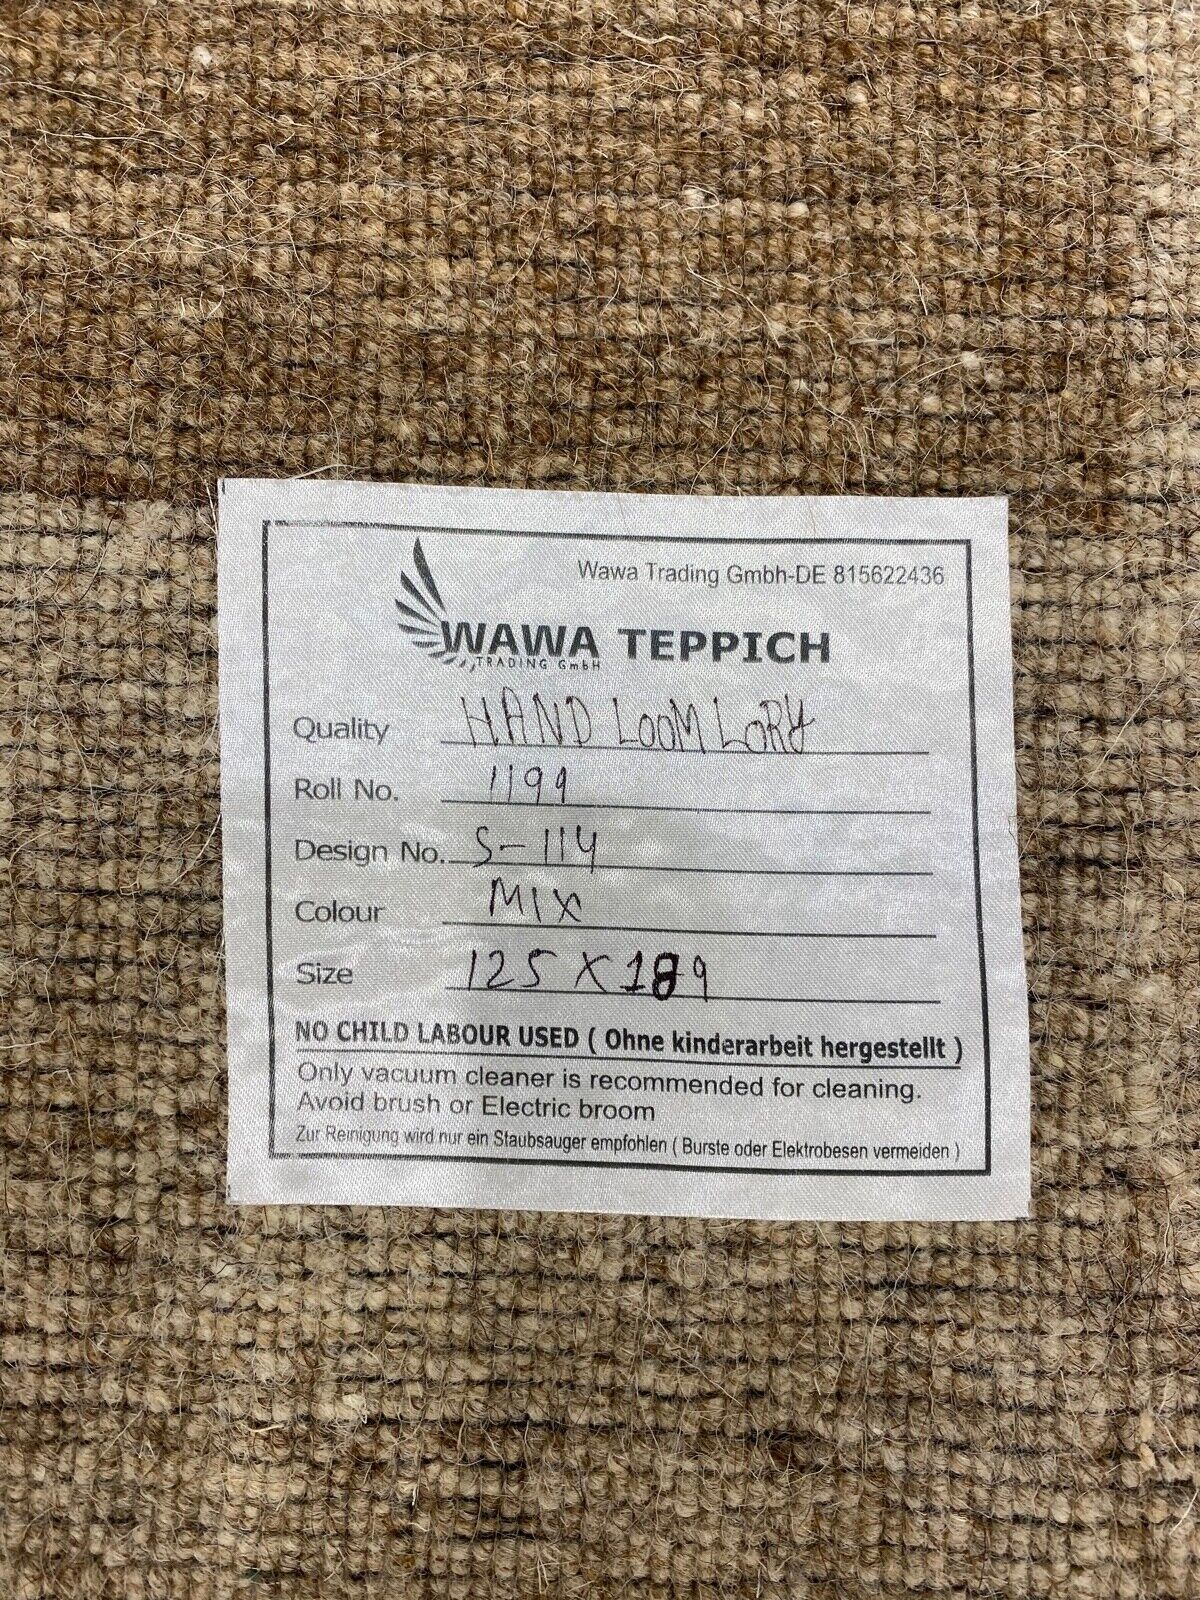 Wawa Trading Gmbh-DE 815622436
WAWA TEPPICH
TRADING GmbH
Quality HAND LOOM LORY
Roll No. 1199
Design No. S-114
Colour MIX
Size 125 X 189
NO CHILD LABOUR USED ( Ohne kinderarbeit hergestellt )
Only vacuum cleaner is recommended for cleaning.
Avoid brush or Electric broom
Zur Reinigung wird nur ein Staubsauger empfohlen ( Burste oder Elektrobesen vermeiden )